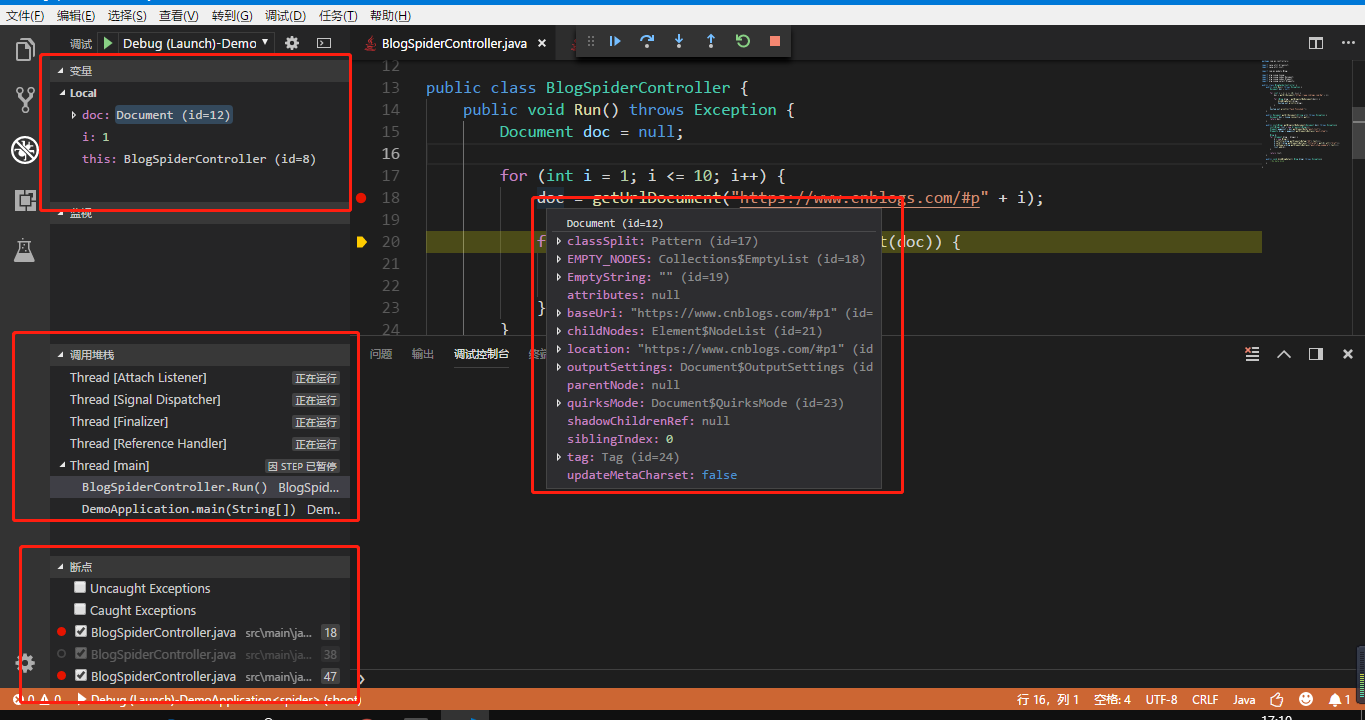 文件(F) 编辑(E) 选择(S) 查看(V) 转到(G) 调试(D) 任务(T) 帮助(H)
调试 Debug (Launch)-Demo
BlogSpiderController.java
变量
Local
doc: Document (id=12)
i: 1
this: BlogSpiderController (id=8)
监视
调用堆栈
Thread [Attach Listener] 正在运行
Thread [Signal Dispatcher] 正在运行
Thread [Finalizer] 正在运行
Thread [Reference Handler] 正在运行
Thread [main] 因 STEP 已暂停
BlogSpiderController.Run() BlogSpid...
DemoApplication.main(String[]) Dem..
断点
Uncaught Exceptions
Caught Exceptions
BlogSpiderController.java src\main\ja... 18
BlogSpiderController.java src\main\ja... 38
BlogSpiderController.java src\main\ja... 47
12
13 public class BlogSpiderController {
14 public void Run() throws Exception {
15 Document doc = null;
16
17 for (int i = 1; i <= 10; i++) {
18 doc = getUrlDocument("https://www.cnblogs.com/#p" + i);
19
20 f t(doc)) {
21
22
23 }
24 }
Document (id=12)
classSplit: Pattern (id=17)
EMPTY_NODES: Collections$EmptyList (id=18)
EmptyString: "" (id=19)
attributes: null
baseUri: "https://www.cnblogs.com/#p1" (id=
childNodes: Element$NodeList (id=21)
location: "https://www.cnblogs.com/#p1" (id
outputSettings: Document$OutputSettings (id
parentNode: null
quirksMode: Document$QuirksMode (id=23)
shadowChildrenRef: null
siblingIndex: 0
tag: Tag (id=24)
updateMetaCharset: false
问题 输出 调试控制台 终端
0 0 Debug (Launch)-DemoApplication<spider> (sboot)
行 16，列 1 空格: 4 UTF-8 CRLF Java 1
17:10